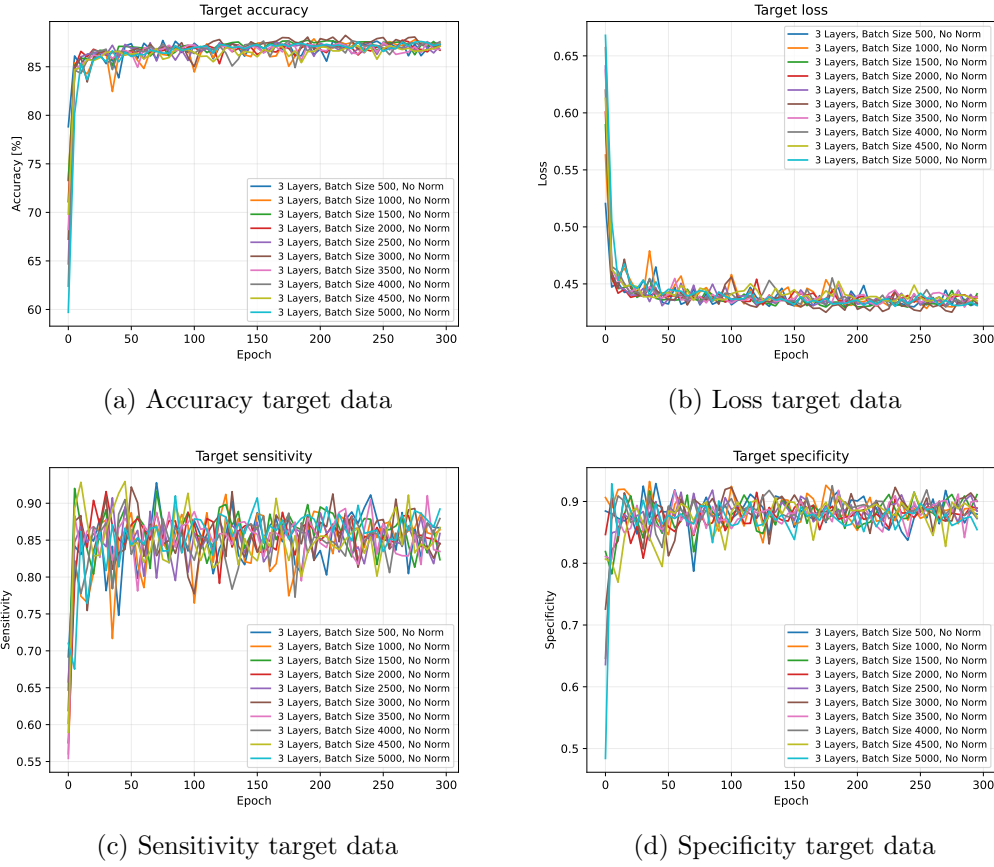 Target accuracy
Accuracy [%]
85
80
75
70
65
60
3 Layers, Batch Size 500, No Norm
3 Layers, Batch Size 1000, No Norm
3 Layers, Batch Size 1500, No Norm
3 Layers, Batch Size 2000, No Norm
3 Layers, Batch Size 2500, No Norm
3 Layers, Batch Size 3000, No Norm
3 Layers, Batch Size 3500, No Norm
3 Layers, Batch Size 4000, No Norm
3 Layers, Batch Size 4500, No Norm
3 Layers, Batch Size 5000, No Norm
0 50 100 150 200 250 300
Epoch
(a) Accuracy target data
Target loss
Loss
0.65
0.60
0.55
0.50
0.45
3 Layers, Batch Size 500, No Norm
3 Layers, Batch Size 1000, No Norm
3 Layers, Batch Size 1500, No Norm
3 Layers, Batch Size 2000, No Norm
3 Layers, Batch Size 2500, No Norm
3 Layers, Batch Size 3000, No Norm
3 Layers, Batch Size 3500, No Norm
3 Layers, Batch Size 4000, No Norm
3 Layers, Batch Size 4500, No Norm
3 Layers, Batch Size 5000, No Norm
0 50 100 150 200 250 300
Epoch
(b) Loss target data
Target sensitivity
Sensitivity
0.90
0.85
0.80
0.75
0.70
0.65
0.60
0.55
3 Layers, Batch Size 500, No Norm
3 Layers, Batch Size 1000, No Norm
3 Layers, Batch Size 1500, No Norm
3 Layers, Batch Size 2000, No Norm
3 Layers, Batch Size 2500, No Norm
3 Layers, Batch Size 3000, No Norm
3 Layers, Batch Size 3500, No Norm
3 Layers, Batch Size 4000, No Norm
3 Layers, Batch Size 4500, No Norm
3 Layers, Batch Size 5000, No Norm
0 50 100 150 200 250 300
Epoch
(c) Sensitivity target data
Target specificity
Specificity
0.9
0.8
0.7
0.6
0.5
3 Layers, Batch Size 500, No Norm
3 Layers, Batch Size 1000, No Norm
3 Layers, Batch Size 1500, No Norm
3 Layers, Batch Size 2000, No Norm
3 Layers, Batch Size 2500, No Norm
3 Layers, Batch Size 3000, No Norm
3 Layers, Batch Size 3500, No Norm
3 Layers, Batch Size 4000, No Norm
3 Layers, Batch Size 4500, No Norm
3 Layers, Batch Size 5000, No Norm
0 50 100 150 200 250 300
Epoch
(d) Specificity target data